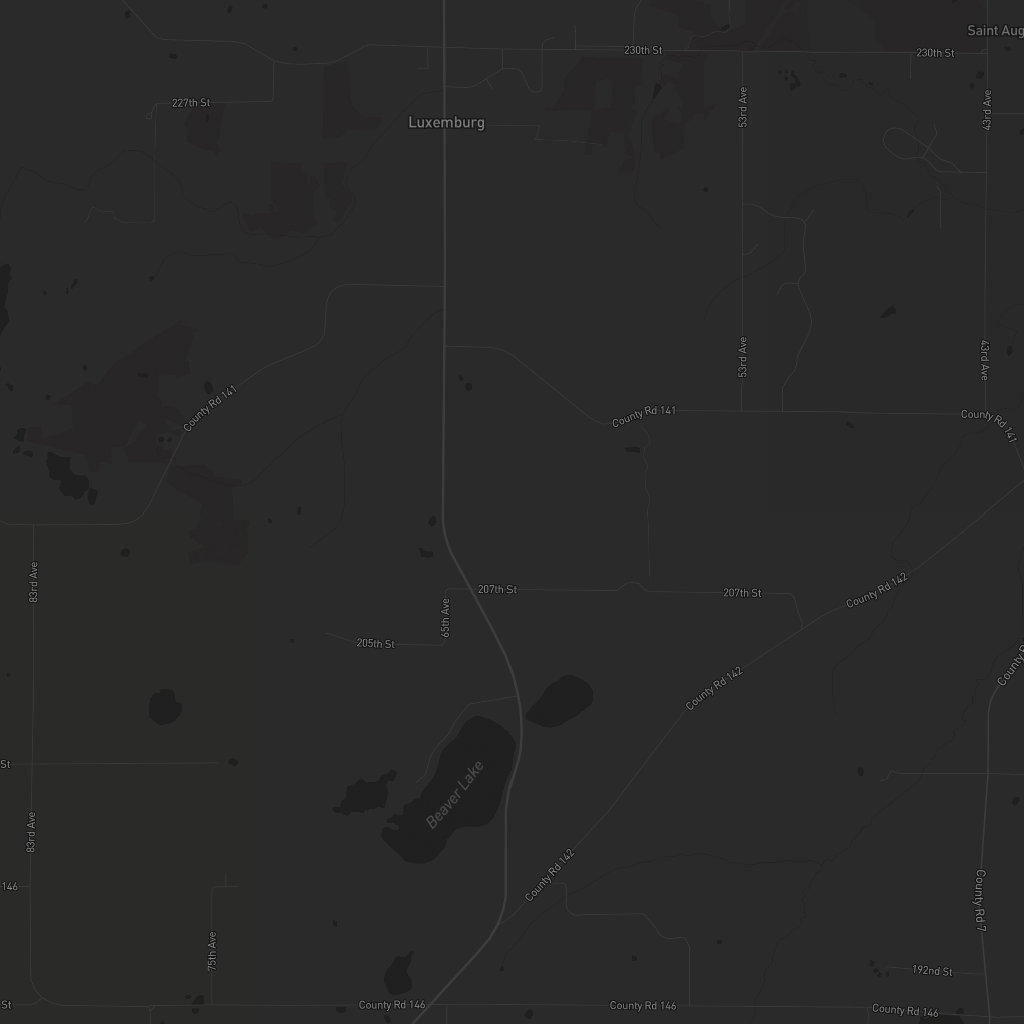 Saint Aug
230th St
230th St
227th St
53rd Ave
43rd Ave
Luxemburg
53rd Ave
43rd Ave
County Rd 141
County Rd 141
County Rd 141
83rd Ave
207th St
207th St
County Rd 142
65th Ave
205th St
County R
County Rd 142
St
Beaver Lake
83rd Ave
County Rd 142
146
County Rd 7
75th Ave
192nd St
St
County Rd 146
County Rd 146
County Rd 146